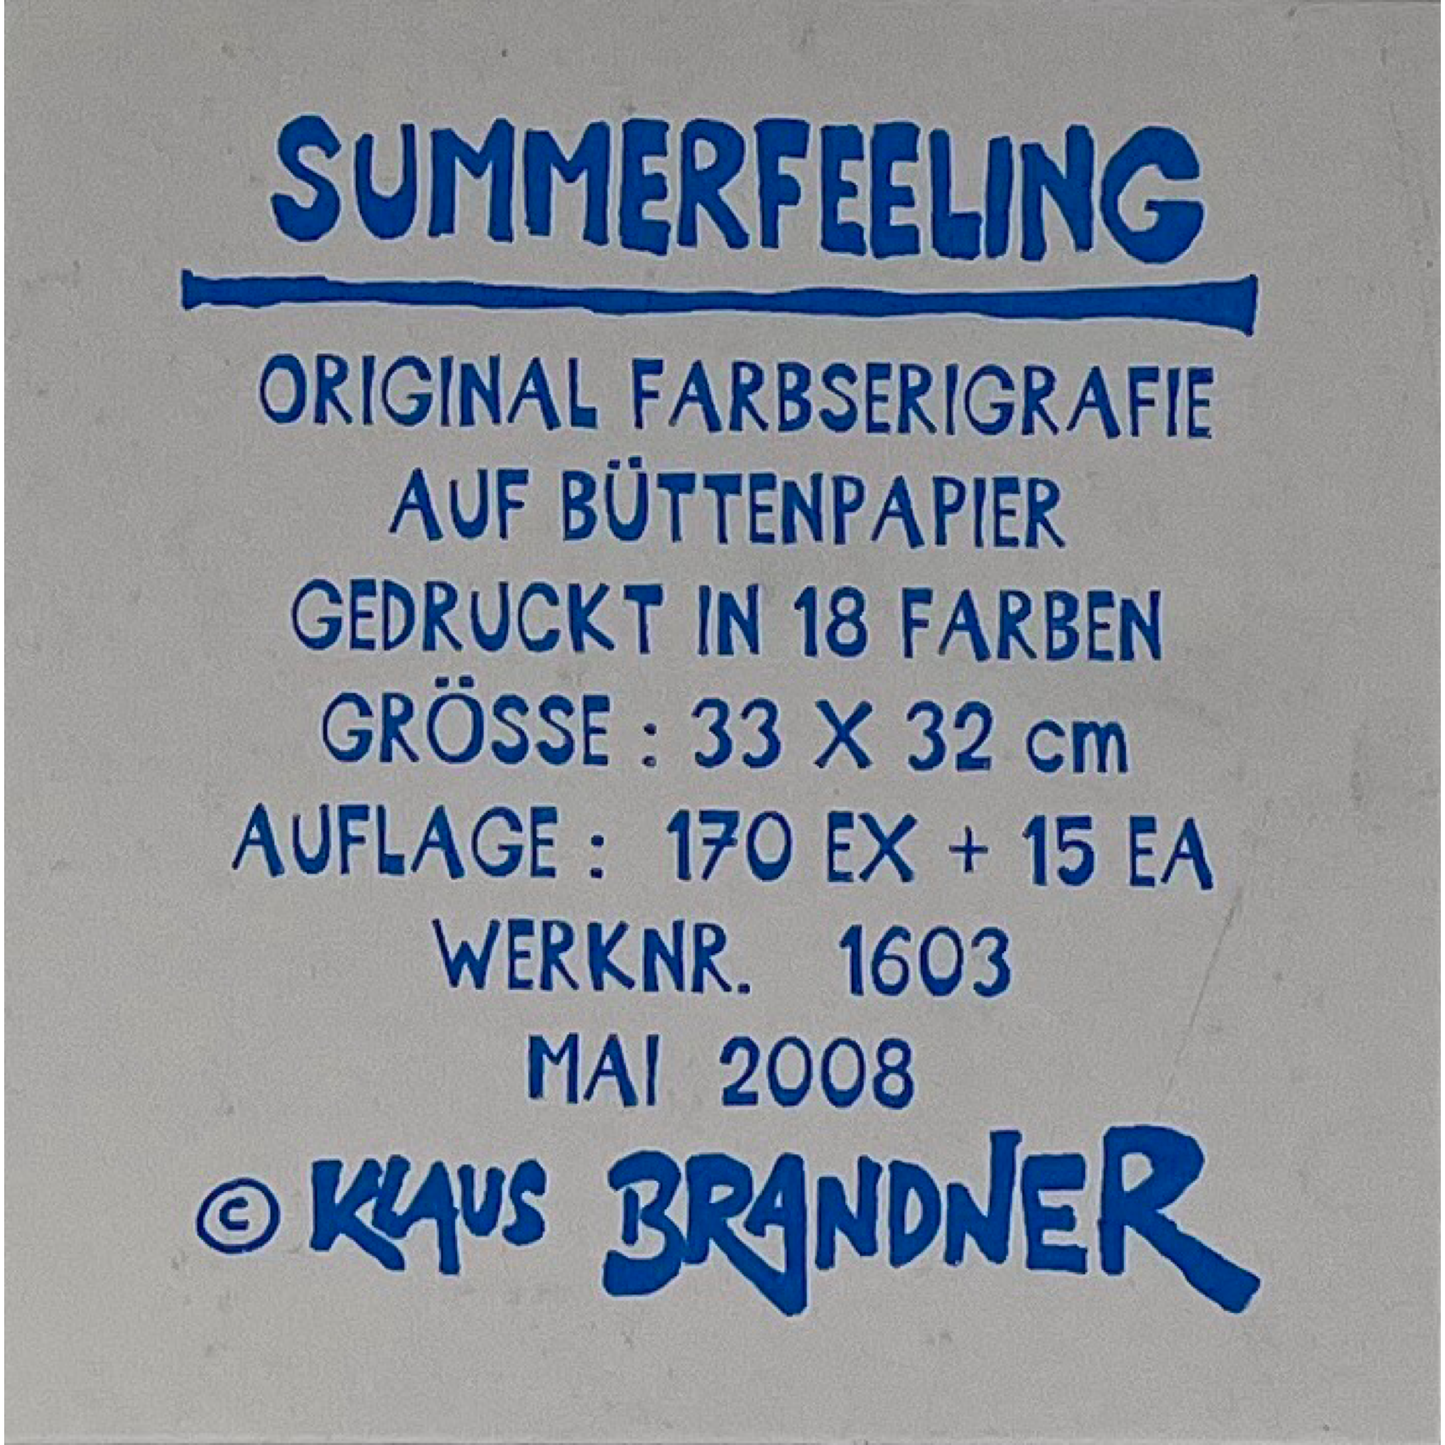 SUMMERFEELING
ORIGINAL FARBSERIGRAFIE
AUF BÜTTENPAPIER
GEDRUCKT IN 18 FARBEN
GRÖSSE : 33 X 32 cm
AUFLAGE : 170 EX + 15 EA
WERKNR. 1603
MAI 2008
© KLAUS BRANDNER